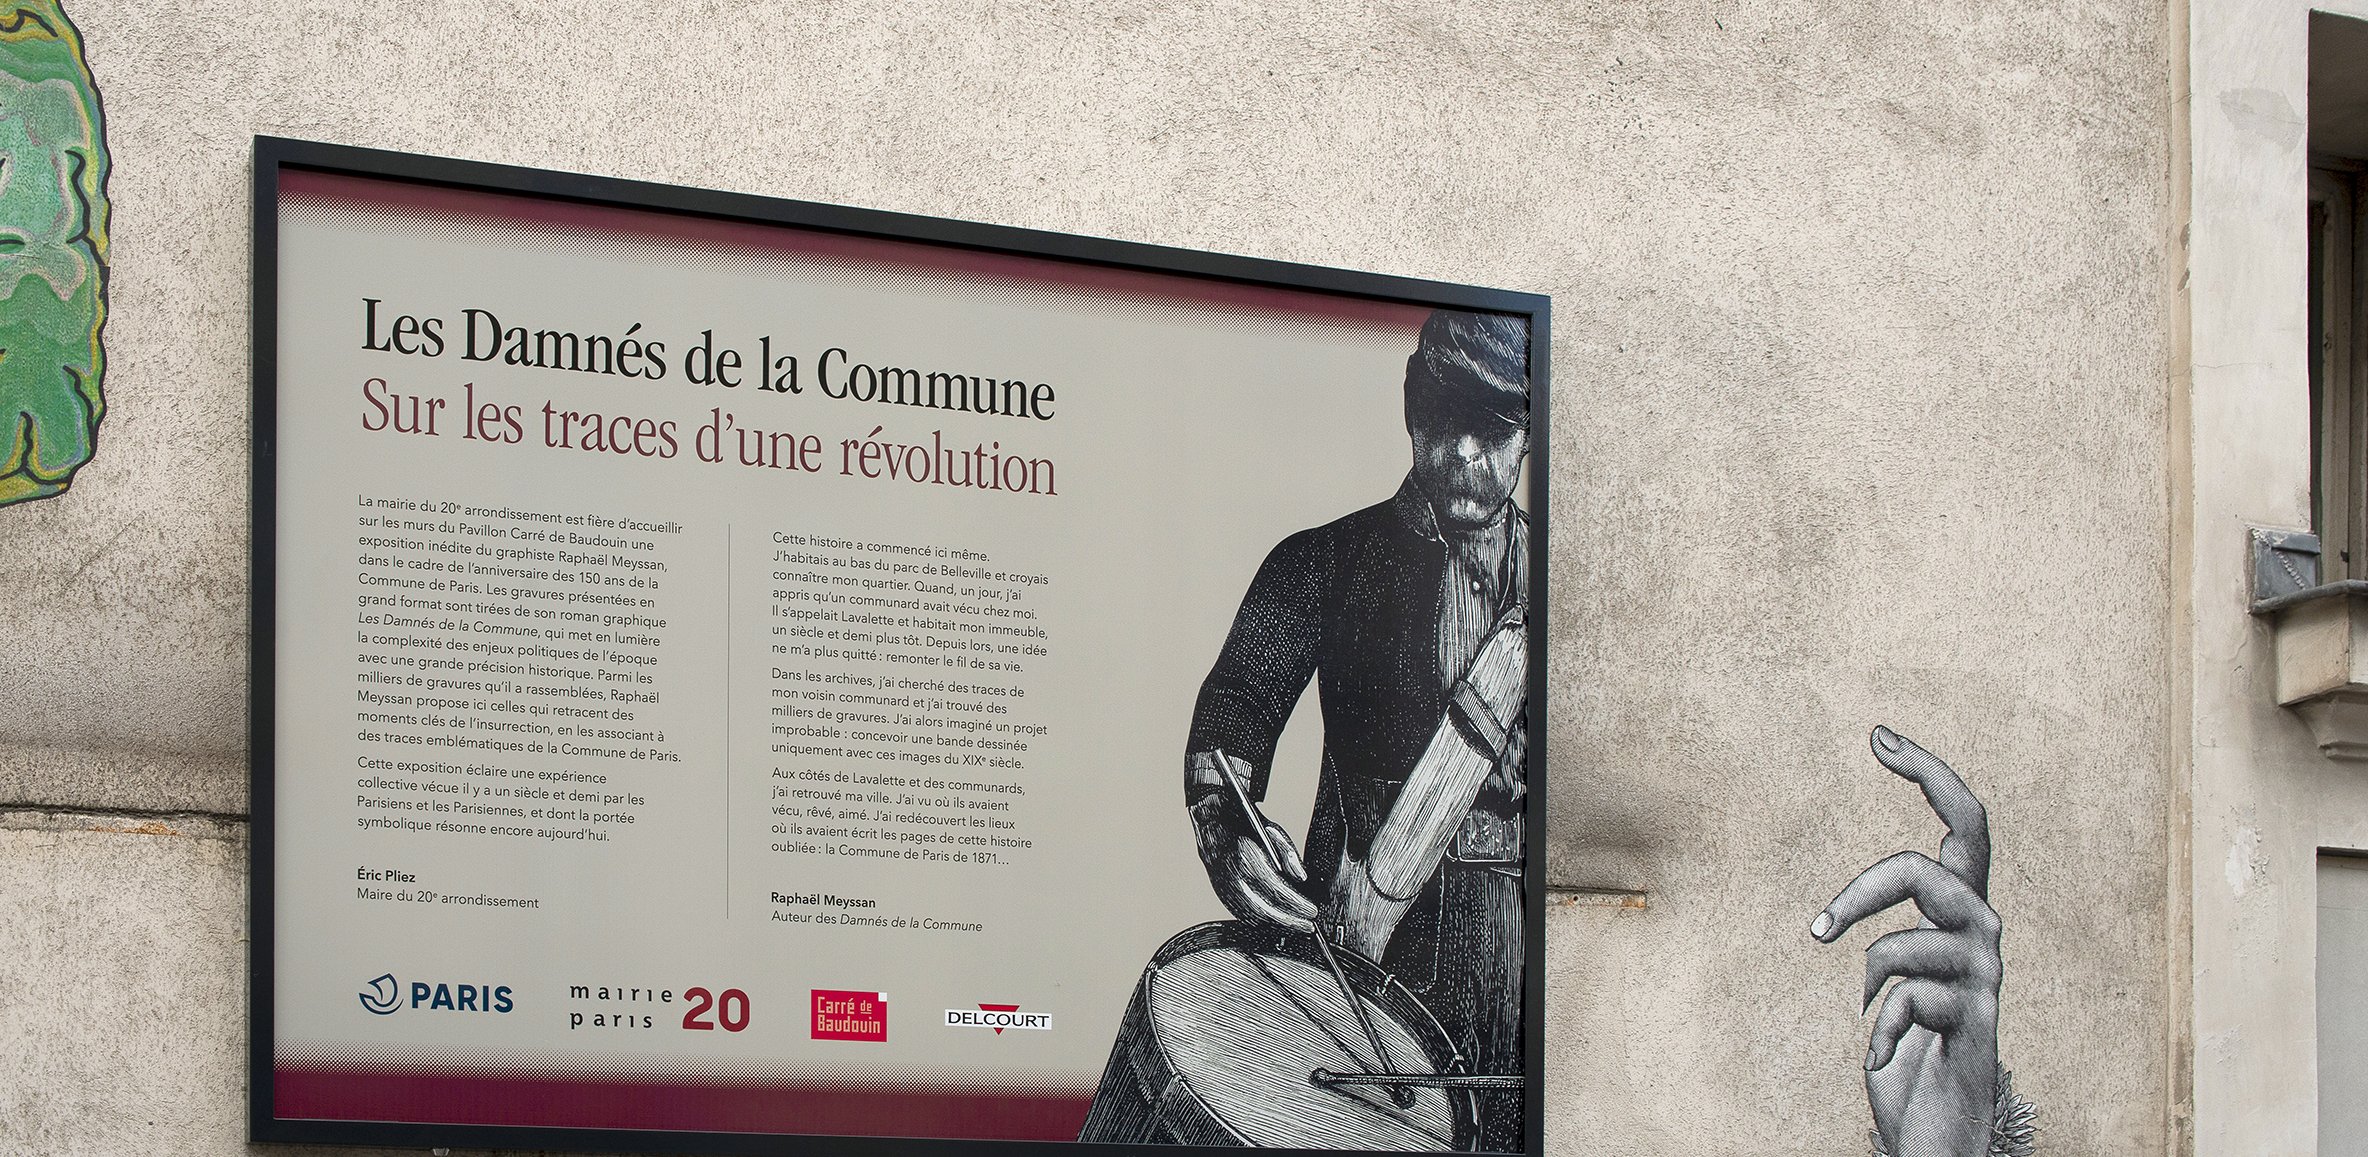 Les Damnés de la Commune
Sur les traces d’une révolution
La mairie du 20e arrondissement est fière d’accueillir
sur les murs du Pavillon Carré de Baudouin une
exposition inédite du graphiste Raphaël Meyssan,
dans le cadre de l’anniversaire des 150 ans de la
Commune de Paris. Les gravures présentées en
grand format sont tirées de son roman graphique
Les Damnés de la Commune, qui met en lumière
la complexité des enjeux politiques de l’époque
avec une grande précision historique. Parmi les
milliers de gravures qu’il a rassemblées, Raphaël
Meyssan propose ici celles qui retracent des
moments clés de l’insurrection, en les associant à
des traces emblématiques de la Commune de Paris.
Cette exposition éclaire une expérience
collective vécue il y a un siècle et demi par les
Parisiens et les Parisiennes, et dont la portée
symbolique résonne encore aujourd’hui.
Éric Pliez
Maire du 20e arrondissement
Cette histoire a commencé ici même.
J’habitais au bas du parc de Belleville et croyais
connaître mon quartier. Quand, un jour, j’ai
appris qu’un communard avait vécu chez moi.
Il s’appelait Lavalette et habitait mon immeuble,
un siècle et demi plus tôt. Depuis lors, une idée
ne m’a plus quitté : remonter le fil de sa vie.
Dans les archives, j’ai cherché des traces de
mon voisin communard et j’ai trouvé des
milliers de gravures. J’ai alors imaginé un projet
improbable : concevoir une bande dessinée
uniquement avec ces images du XIXe siècle.
Aux côtés de Lavalette et des communards,
j’ai retrouvé ma ville. J’ai vu où ils avaient
vécu, rêvé, aimé. J’ai redécouvert les lieux
où ils avaient écrit les pages de cette histoire
oubliée : la Commune de Paris de 1871...
Raphaël Meyssan
Auteur des Damnés de la Commune
PARIS
mairie
paris 20
Carré de
Baudouin
DELCOURT